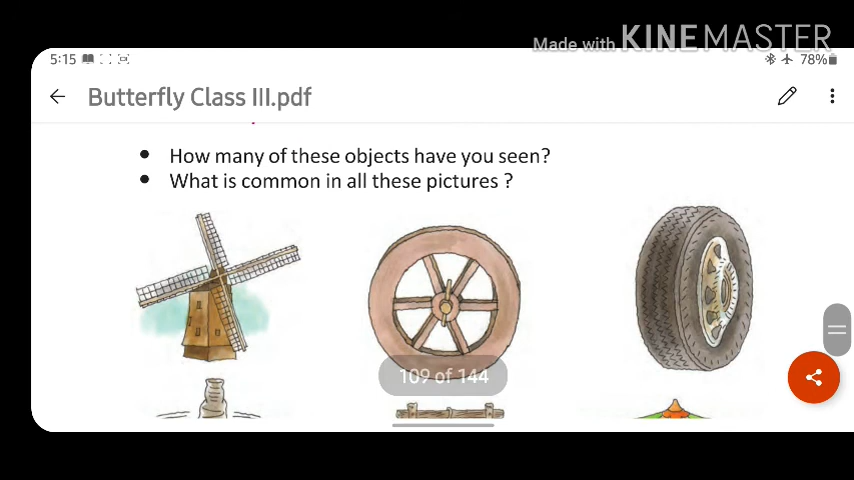 Made with KINEMASTER
5:15 78%
Butterfly Class III.pdf
• How many of these objects have you seen?
• What is common in all these pictures ?
109 of 144